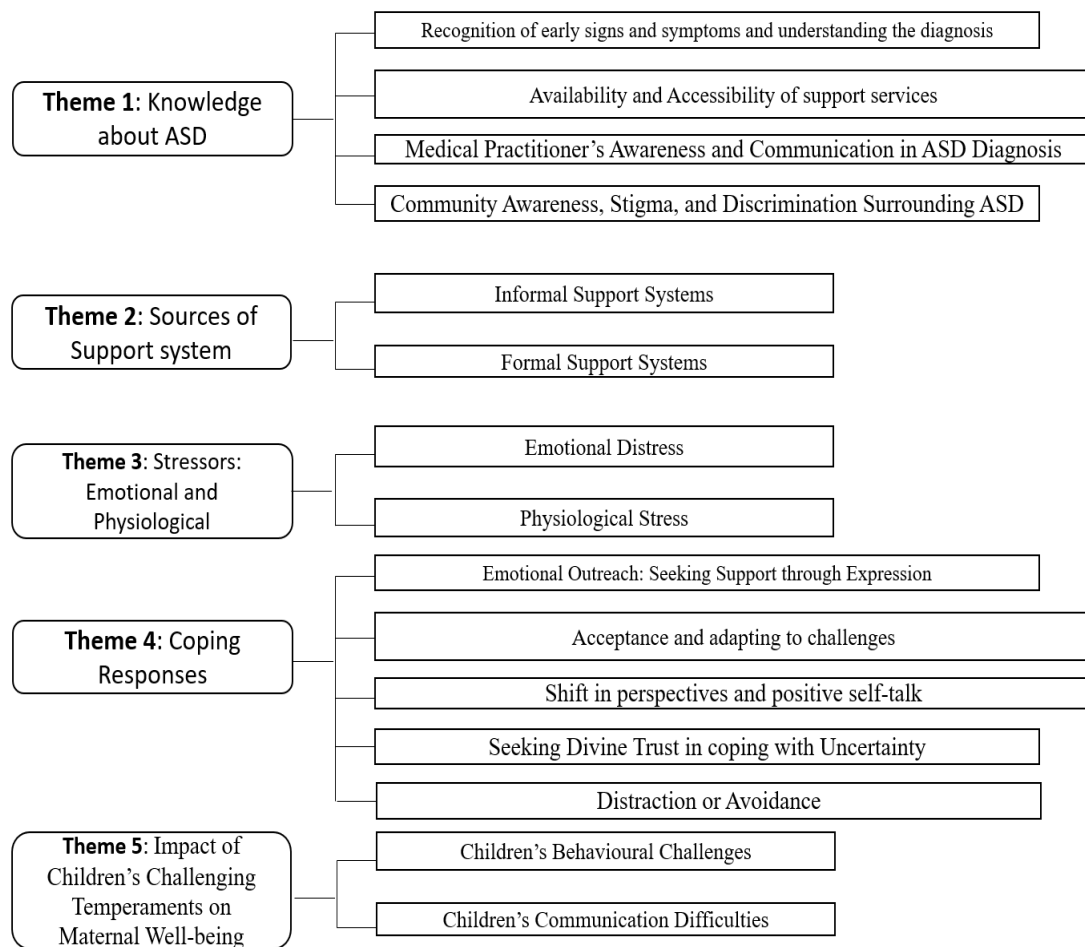 Theme 1: Knowledge
about ASD
Recognition of early signs and symptoms and understanding the diagnosis
Availability and Accessibility of support services
Medical Practitioner’s Awareness and Communication in ASD Diagnosis
Community Awareness, Stigma, and Discrimination Surrounding ASD
Theme 2: Sources of
Support system
Informal Support Systems
Formal Support Systems
Theme 3: Stressors:
Emotional and
Physiological
Emotional Distress
Physiological Stress
Theme 4: Coping
Responses
Emotional Outreach: Seeking Support through Expression
Acceptance and adapting to challenges
Shift in perspectives and positive self-talk
Seeking Divine Trust in coping with Uncertainty
Distraction or Avoidance
Theme 5: Impact of
Children’s Challenging
Temperaments on
Maternal Well-being
Children’s Behavioural Challenges
Children’s Communication Difficulties